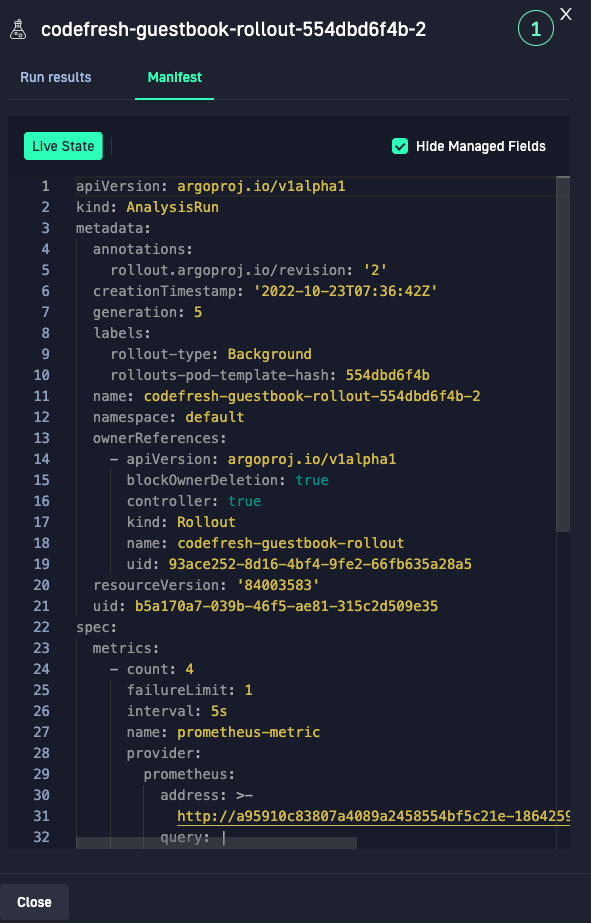 codefresh-guestbook-rollout-554dbd6f4b-2
1
X
Run results
Manifest
Live State
Hide Managed Fields
1 apiVersion: argoproj.io/v1alpha1
2 kind: AnalysisRun
3 metadata:
4 annotations:
5 rollout.argoproj.io/revision: '2'
6 creationTimestamp: '2022-10-23T07:36:42Z'
7 generation: 5
8 labels:
9 rollout-type: Background
10 rollouts-pod-template-hash: 554dbd6f4b
11 name: codefresh-guestbook-rollout-554dbd6f4b-2
12 namespace: default
13 ownerReferences:
14 - apiVersion: argoproj.io/v1alpha1
15 blockOwnerDeletion: true
16 controller: true
17 kind: Rollout
18 name: codefresh-guestbook-rollout
19 uid: 93ace252-8d16-4bf4-9fe2-66fb635a28a5
20 resourceVersion: '84003583'
21 uid: b5a170a7-039b-46f5-ae81-315c2d509e35
22 spec:
23 metrics:
24 - count: 4
25 failureLimit: 1
26 interval: 5s
27 name: prometheus-metric
28 provider:
29 prometheus:
30 address: >-
31 http://a95910c83807a4089a2458554bf5c21e-1864259
32 query: |
Close